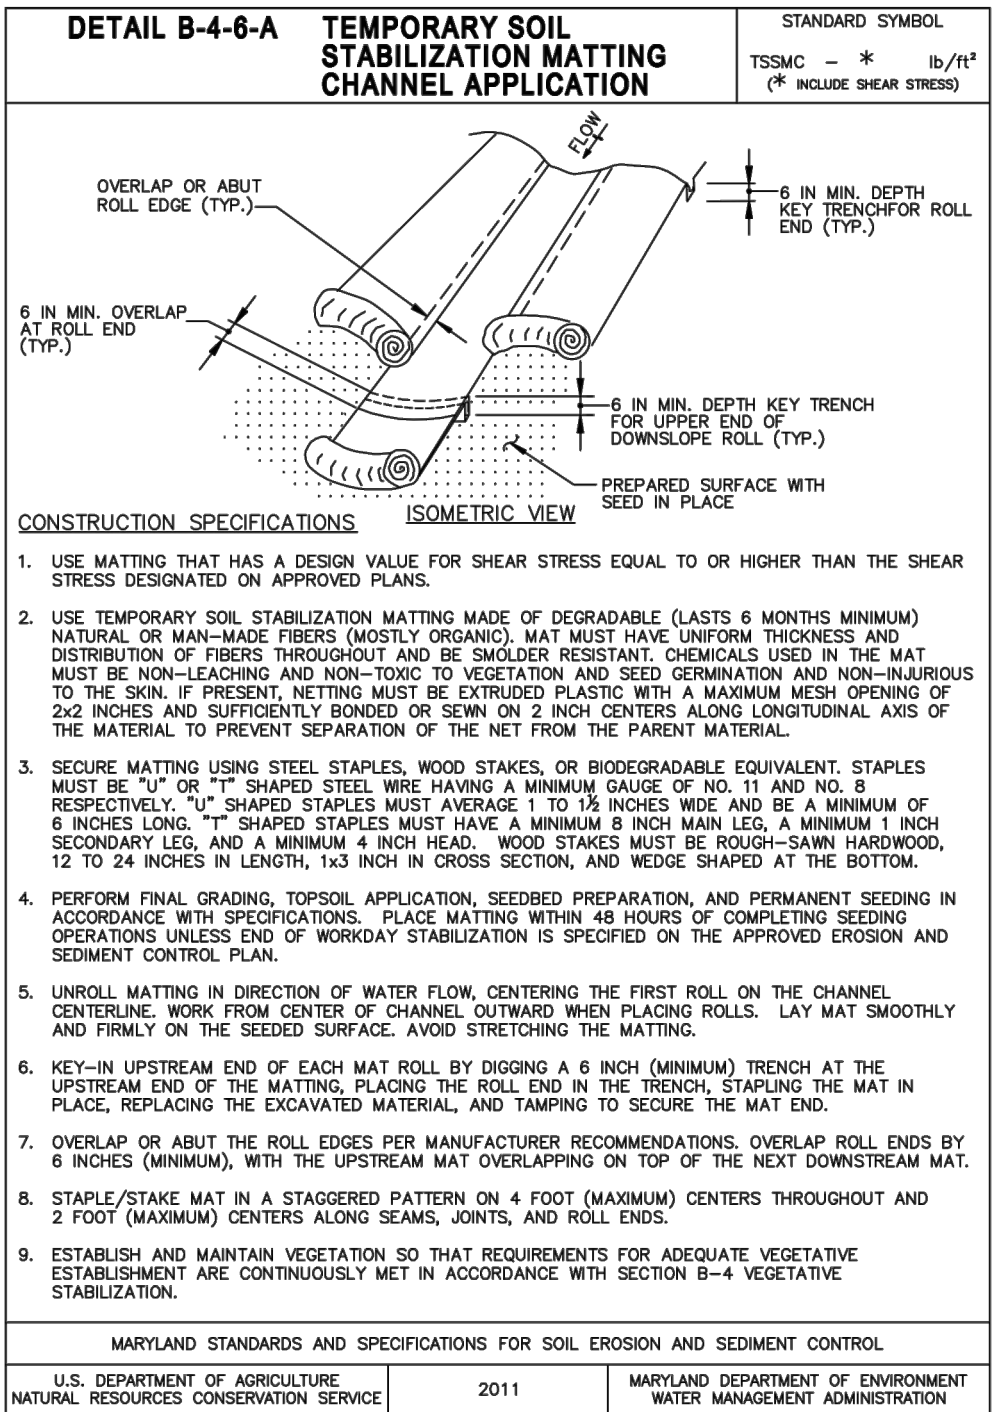 DETAIL B-4-6-A
TEMPORARY SOIL
STABILIZATION MATTING
CHANNEL APPLICATION
STANDARD SYMBOL
TSSMC – * lb/ft²
(* INCLUDE SHEAR STRESS)
FLOW
OVERLAP OR ABUT
ROLL EDGE (TYP.)
6 IN MIN. DEPTH
KEY TRENCHFOR ROLL
END (TYP.)
6 IN MIN. OVERLAP
AT ROLL END
(TYP.)
6 IN MIN. DEPTH KEY TRENCH
FOR UPPER END OF
DOWNSLOPE ROLL (TYP.)
PREPARED SURFACE WITH
SEED IN PLACE
ISOMETRIC VIEW
CONSTRUCTION SPECIFICATIONS
1. USE MATTING THAT HAS A DESIGN VALUE FOR SHEAR STRESS EQUAL TO OR HIGHER THAN THE SHEAR
STRESS DESIGNATED ON APPROVED PLANS.
2. USE TEMPORARY SOIL STABILIZATION MATTING MADE OF DEGRADABLE (LASTS 6 MONTHS MINIMUM)
NATURAL OR MAN–MADE FIBERS (MOSTLY ORGANIC). MAT MUST HAVE UNIFORM THICKNESS AND
DISTRIBUTION OF FIBERS THROUGHOUT AND BE SMOLDER RESISTANT. CHEMICALS USED IN THE MAT
MUST BE NON–LEACHING AND NON–TOXIC TO VEGETATION AND SEED GERMINATION AND NON–INJURIOUS
TO THE SKIN. IF PRESENT, NETTING MUST BE EXTRUDED PLASTIC WITH A MAXIMUM MESH OPENING OF
2x2 INCHES AND SUFFICIENTLY BONDED OR SEWN ON 2 INCH CENTERS ALONG LONGITUDINAL AXIS OF
THE MATERIAL TO PREVENT SEPARATION OF THE NET FROM THE PARENT MATERIAL.
3. SECURE MATTING USING STEEL STAPLES, WOOD STAKES, OR BIODEGRADABLE EQUIVALENT. STAPLES
MUST BE "U" OR "T" SHAPED STEEL WIRE HAVING A MINIMUM GAUGE OF NO. 11 AND NO. 8
RESPECTIVELY. "U" SHAPED STAPLES MUST AVERAGE 1 TO 1½ INCHES WIDE AND BE A MINIMUM OF
6 INCHES LONG. "T" SHAPED STAPLES MUST HAVE A MINIMUM 8 INCH MAIN LEG, A MINIMUM 1 INCH
SECONDARY LEG, AND A MINIMUM 4 INCH HEAD. WOOD STAKES MUST BE ROUGH–SAWN HARDWOOD,
12 TO 24 INCHES IN LENGTH, 1x3 INCH IN CROSS SECTION, AND WEDGE SHAPED AT THE BOTTOM.
4. PERFORM FINAL GRADING, TOPSOIL APPLICATION, SEEDBED PREPARATION, AND PERMANENT SEEDING IN
ACCORDANCE WITH SPECIFICATIONS. PLACE MATTING WITHIN 48 HOURS OF COMPLETING SEEDING
OPERATIONS UNLESS END OF WORKDAY STABILIZATION IS SPECIFIED ON THE APPROVED EROSION AND
SEDIMENT CONTROL PLAN.
5. UNROLL MATTING IN DIRECTION OF WATER FLOW, CENTERING THE FIRST ROLL ON THE CHANNEL
CENTERLINE. WORK FROM CENTER OF CHANNEL OUTWARD WHEN PLACING ROLLS. LAY MAT SMOOTHLY
AND FIRMLY ON THE SEEDED SURFACE. AVOID STRETCHING THE MATTING.
6. KEY–IN UPSTREAM END OF EACH MAT ROLL BY DIGGING A 6 INCH (MINIMUM) TRENCH AT THE
UPSTREAM END OF THE MATTING, PLACING THE ROLL END IN THE TRENCH, STAPLING THE MAT IN
PLACE, REPLACING THE EXCAVATED MATERIAL, AND TAMPING TO SECURE THE MAT END.
7. OVERLAP OR ABUT THE ROLL EDGES PER MANUFACTURER RECOMMENDATIONS. OVERLAP ROLL ENDS BY
6 INCHES (MINIMUM), WITH THE UPSTREAM MAT OVERLAPPING ON TOP OF THE NEXT DOWNSTREAM MAT.
8. STAPLE/STAKE MAT IN A STAGGERED PATTERN ON 4 FOOT (MAXIMUM) CENTERS THROUGHOUT AND
2 FOOT (MAXIMUM) CENTERS ALONG SEAMS, JOINTS, AND ROLL ENDS.
9. ESTABLISH AND MAINTAIN VEGETATION SO THAT REQUIREMENTS FOR ADEQUATE VEGETATIVE
ESTABLISHMENT ARE CONTINUOUSLY MET IN ACCORDANCE WITH SECTION B–4 VEGETATIVE
STABILIZATION.
MARYLAND STANDARDS AND SPECIFICATIONS FOR SOIL EROSION AND SEDIMENT CONTROL
U.S. DEPARTMENT OF AGRICULTURE
NATURAL RESOURCES CONSERVATION SERVICE
2011
MARYLAND DEPARTMENT OF ENVIRONMENT
WATER MANAGEMENT ADMINISTRATION